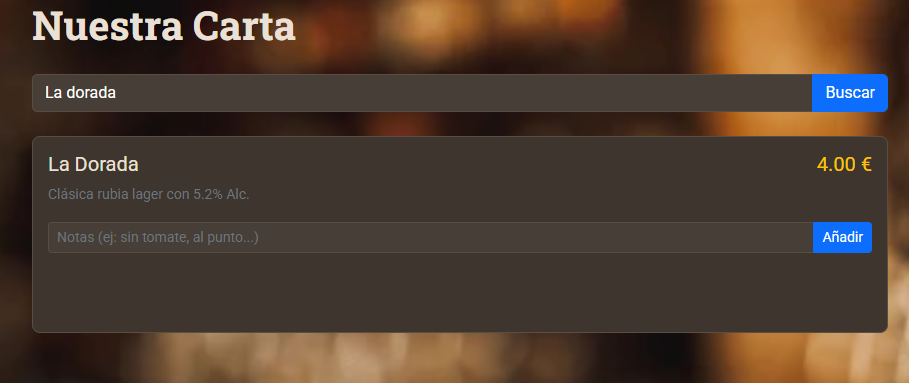 Nuestra Carta
La dorada
Buscar
La Dorada
4.00 €
Clásica rubia lager con 5.2% Alc.
Notas (ej: sin tomate, al punto...)
Añadir